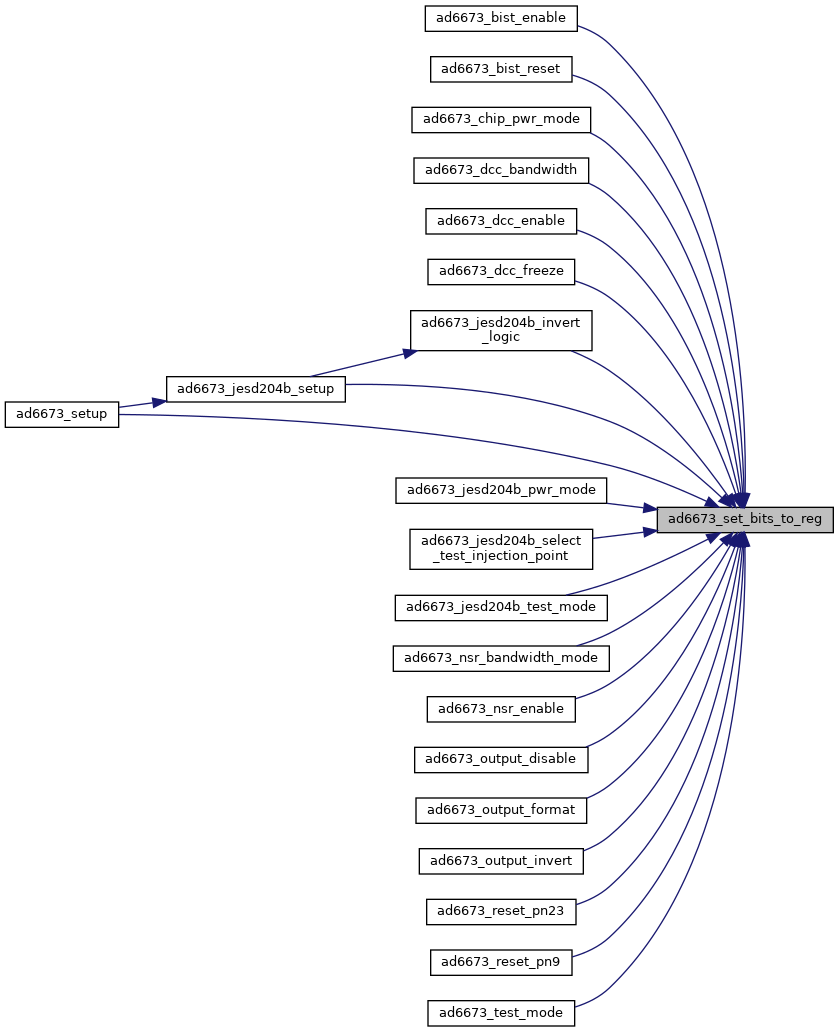 ad6673_bist_enable
ad6673_bist_reset
ad6673_chip_pwr_mode
ad6673_dcc_bandwidth
ad6673_dcc_enable
ad6673_dcc_freeze
ad6673_jesd204b_invert
_logic
ad6673_jesd204b_setup
ad6673_setup
ad6673_jesd204b_pwr_mode
ad6673_set_bits_to_reg
ad6673_jesd204b_select
_test_injection_point
ad6673_jesd204b_test_mode
ad6673_nsr_bandwidth_mode
ad6673_nsr_enable
ad6673_output_disable
ad6673_output_format
ad6673_output_invert
ad6673_reset_pn23
ad6673_reset_pn9
ad6673_test_mode